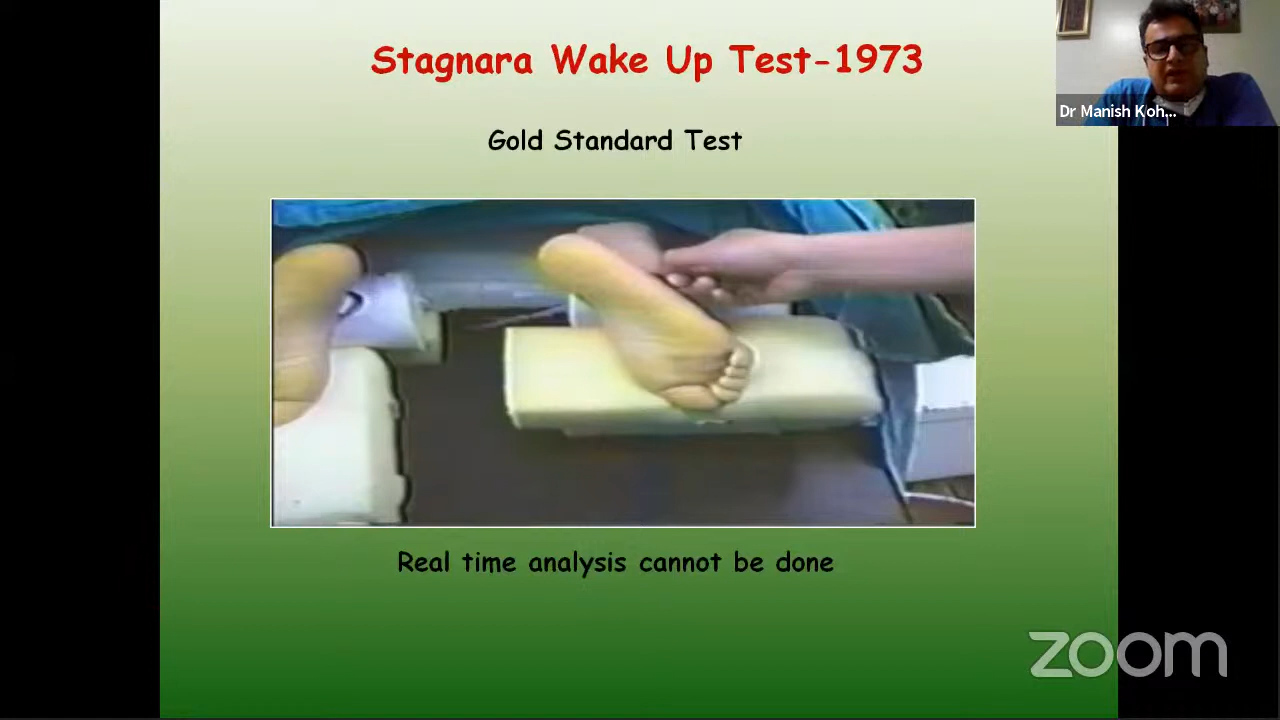 Stagnara Wake Up Test-1973
Dr Manish Koh...
Gold Standard Test
Real time analysis cannot be done
zoom